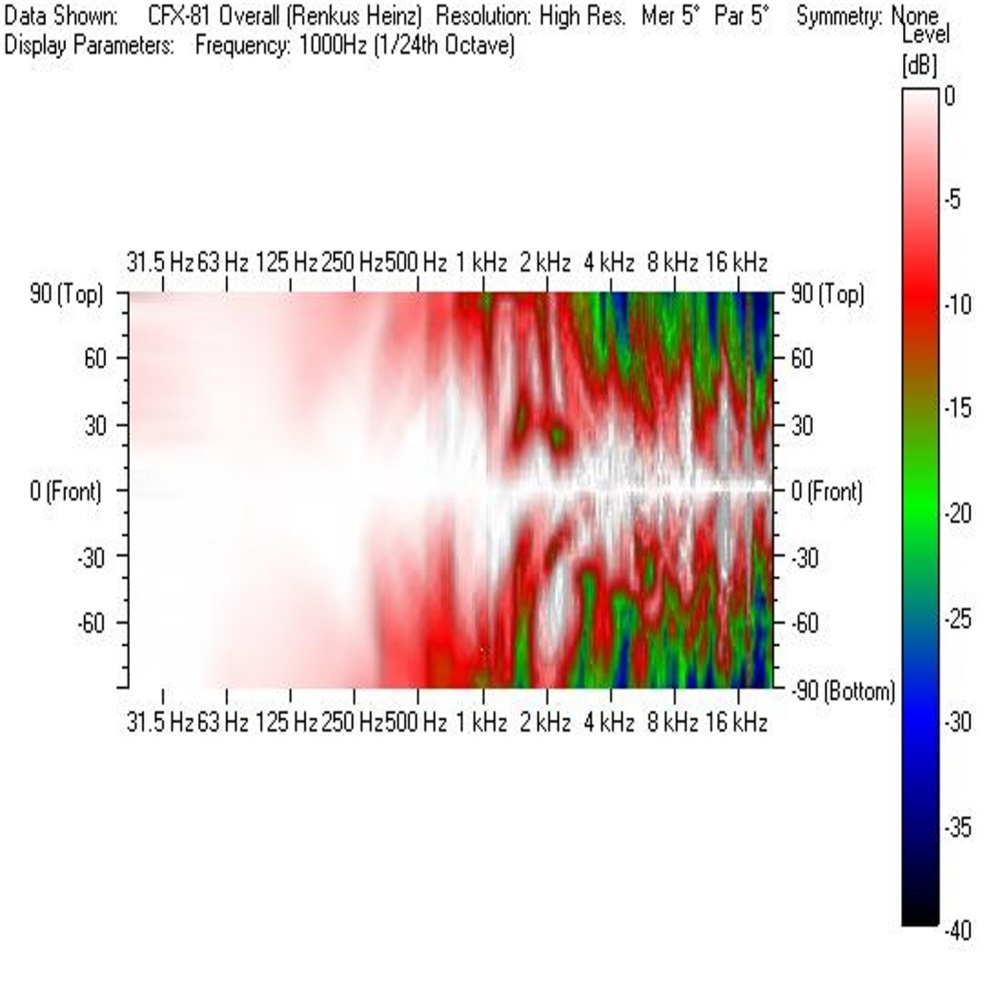 Data Shown: CFX-81 Overall (Renkus Heinz) Resolution: High Res. Mer 5° Par 5° Symmetry: None
Display Parameters: Frequency: 1000Hz (1/24th Octave)
Level
[dB]
0
-5
-10
-15
-20
-25
-30
-35
-40
31.5 Hz 63 Hz 125 Hz 250 Hz 500 Hz 1 kHz 2 kHz 4 kHz 8 kHz 16 kHz
90 (Top) 90 (Top)
60 60
30 30
0 (Front) 0 (Front)
-30 -30
-60 -60
-90 (Bottom)
31.5 Hz 63 Hz 125 Hz 250 Hz 500 Hz 1 kHz 2 kHz 4 kHz 8 kHz 16 kHz